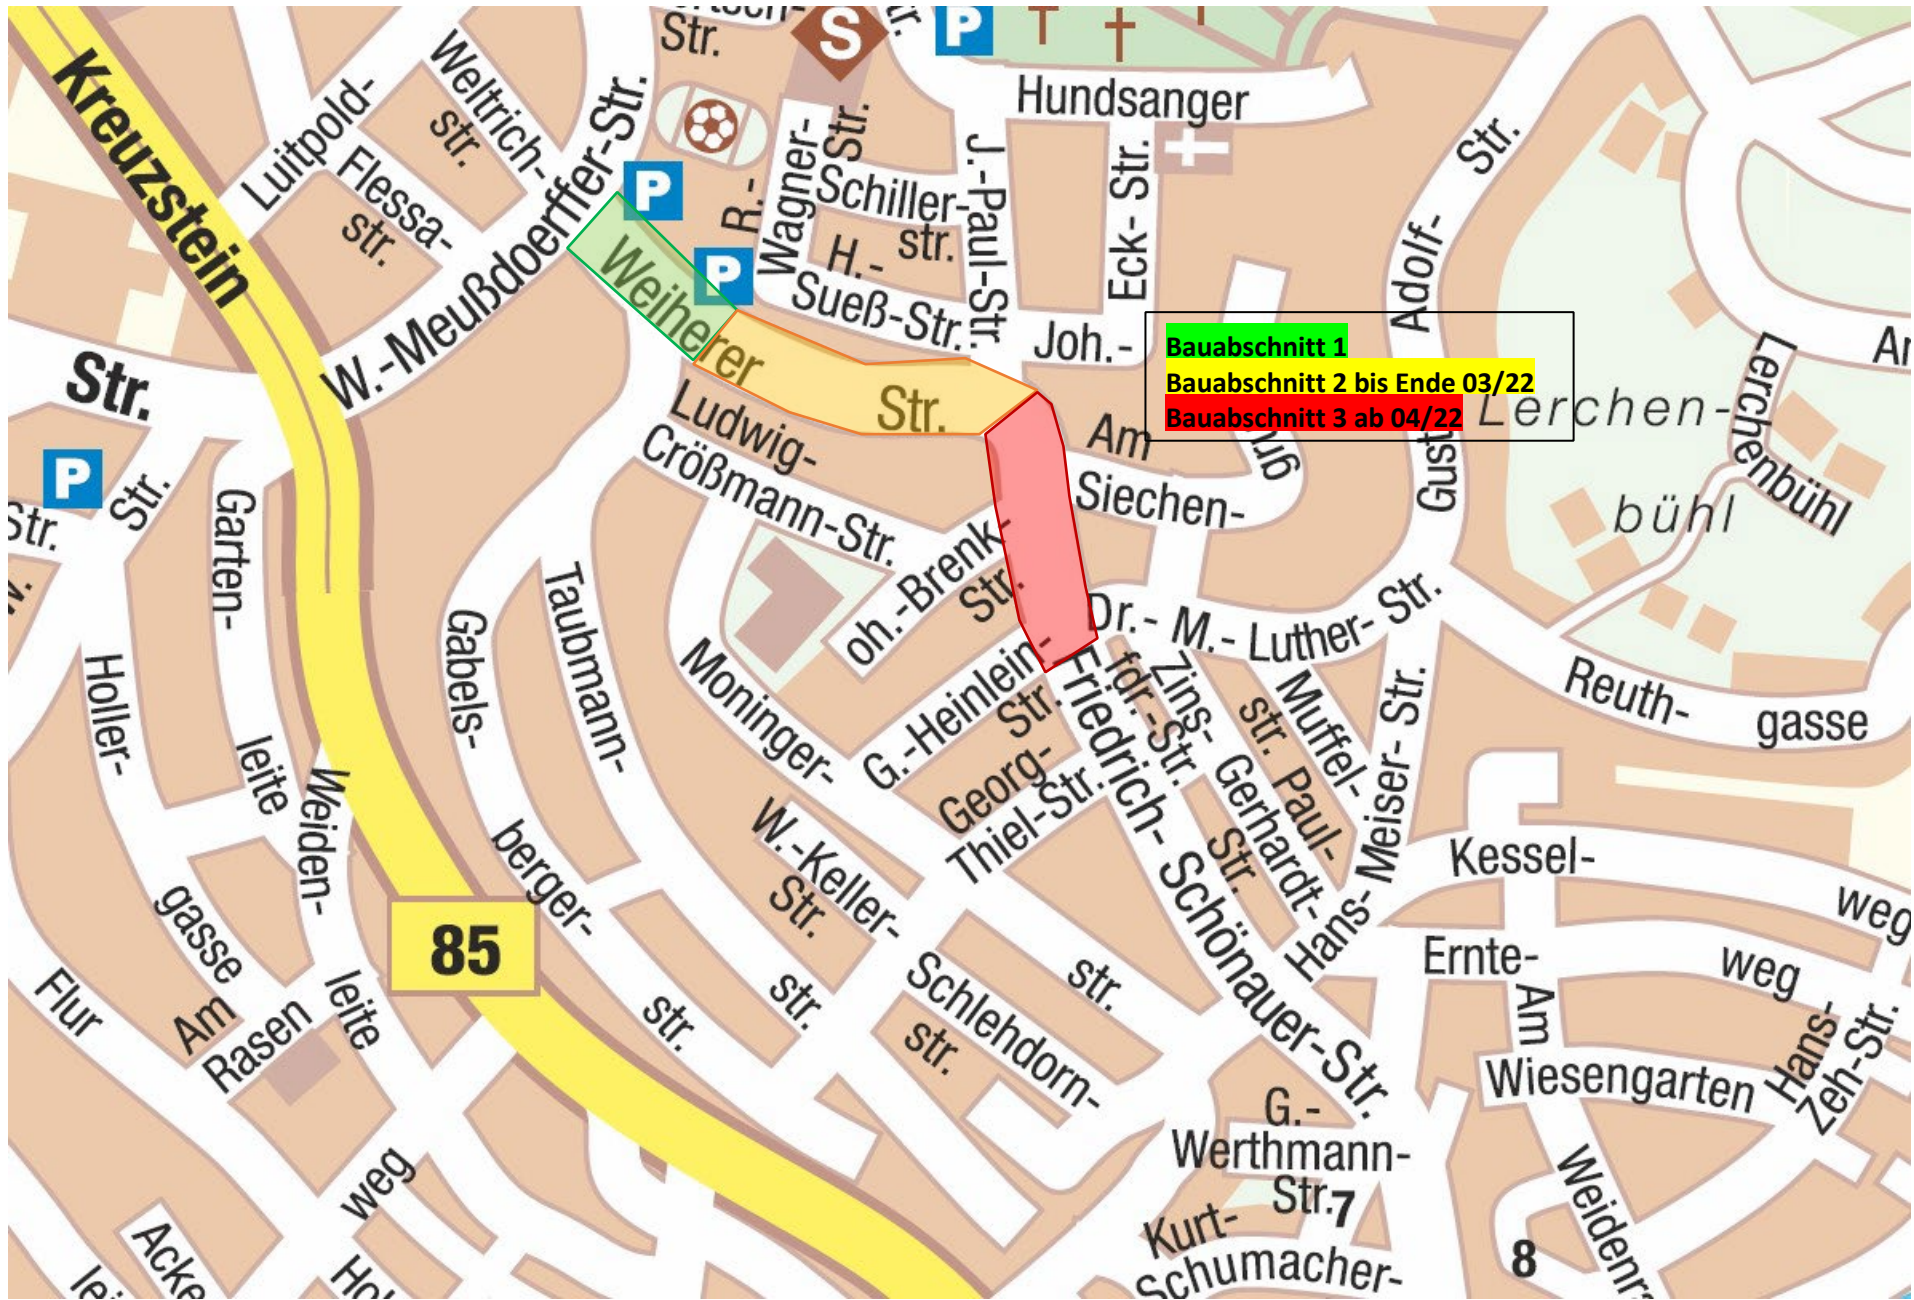 Str.
S
P
Kreuzstein
Luitpold-
Weltrich-
str.
Flessa-
str.
W.-Meußdoerffer-Str.
P
P
R.-
Wagner-
Str.
Schiller-
str.
H.-
Sueß-Str.
J.-Paul-Str.
Hundsanger
Eck- Str.
Joh.-
Adolf-
Str.
Gustav-
Weiherer
Str.
Bauabschnitt 1
Bauabschnitt 2 bis Ende 03/22
Bauabschnitt 3 ab 04/22
Lerchen-
bühl
Lerchenbühl
Str.
P
Str.
Str.
Garten-
leite
Ludwig-
Crößmann-Str.
Am
Siechen-
oh.-Brenk-
Str.
Dr.- M.- Luther- Str.
Reuth-
gasse
Holler-
gasse
Gabels-
berger-
str.
Taubmann-
str.
Moninger-
str.
G.-Heinlein-
Str.
Georg-
Thiel-Str.
Friedrich- Schönauer-Str.
fdr.-Str.
Zins-
Str.
Muffel-
str.
Paul-
Gerhardt-
Hans- Meiser- Str.
Kessel-
weg
Ernte-
weg
Am
Wiesengarten
Hans-
Zeh-Str.
Weiden-
leite
85
W.-Keller-
Str.
Schlehdorn-
str.
Flur
Am
Rasen
weg
G.-
Werthmann-
Str.
7
Kurt-
Schumacher-
8